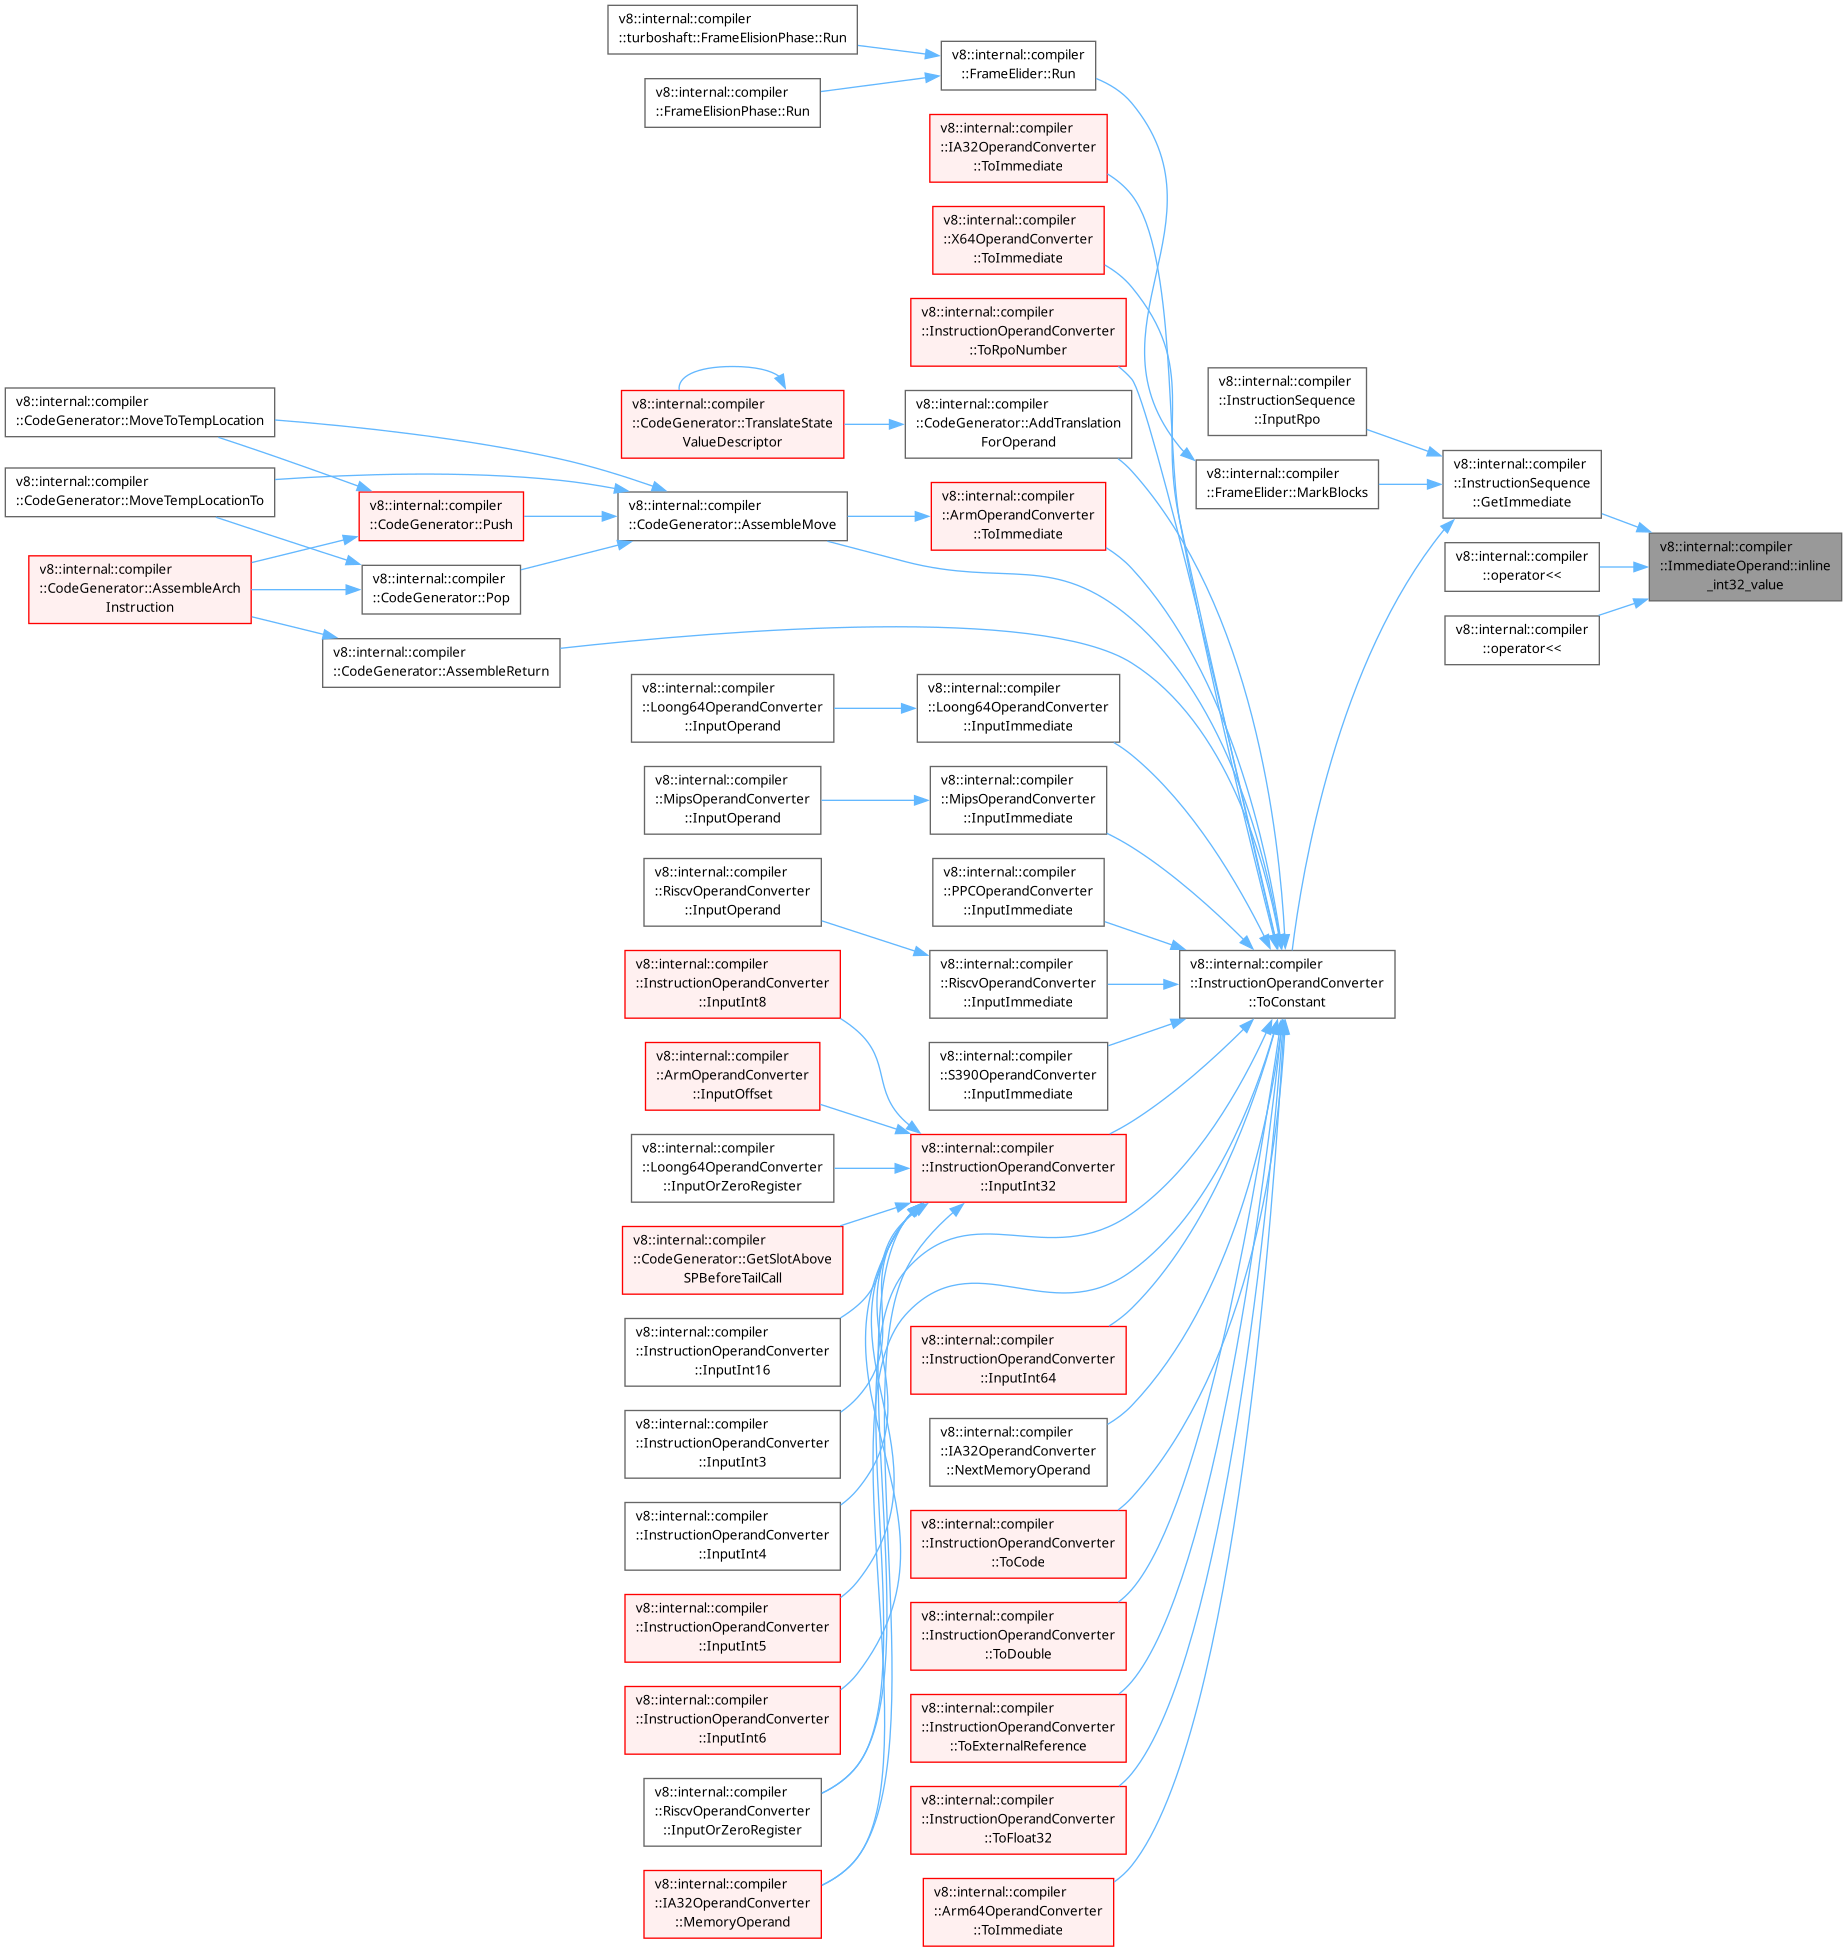 v8::internal::compiler
::turboshaft::FrameElisionPhase::Run
v8::internal::compiler
::FrameElider::Run
v8::internal::compiler
::FrameElisionPhase::Run
v8::internal::compiler
::IA32OperandConverter
::ToImmediate
v8::internal::compiler
::X64OperandConverter
::ToImmediate
v8::internal::compiler
::InstructionOperandConverter
::ToRpoNumber
v8::internal::compiler
::CodeGenerator::MoveToTempLocation
v8::internal::compiler
::CodeGenerator::TranslateState
ValueDescriptor
v8::internal::compiler
::CodeGenerator::AddTranslation
ForOperand
v8::internal::compiler
::InstructionSequence
::InputRpo
v8::internal::compiler
::CodeGenerator::MoveTempLocationTo
v8::internal::compiler
::CodeGenerator::Push
v8::internal::compiler
::CodeGenerator::AssembleMove
v8::internal::compiler
::ArmOperandConverter
::ToImmediate
v8::internal::compiler
::FrameElider::MarkBlocks
v8::internal::compiler
::InstructionSequence
::GetImmediate
v8::internal::compiler
::operator<<
v8::internal::compiler
::ImmediateOperand::inline
_int32_value
v8::internal::compiler
::operator<<
v8::internal::compiler
::CodeGenerator::AssembleArch
Instruction
v8::internal::compiler
::CodeGenerator::Pop
v8::internal::compiler
::CodeGenerator::AssembleReturn
v8::internal::compiler
::Loong64OperandConverter
::InputOperand
v8::internal::compiler
::Loong64OperandConverter
::InputImmediate
v8::internal::compiler
::MipsOperandConverter
::InputOperand
v8::internal::compiler
::MipsOperandConverter
::InputImmediate
v8::internal::compiler
::RiscvOperandConverter
::InputOperand
v8::internal::compiler
::PPCOperandConverter
::InputImmediate
v8::internal::compiler
::InstructionOperandConverter
::InputInt8
v8::internal::compiler
::RiscvOperandConverter
::InputImmediate
v8::internal::compiler
::InstructionOperandConverter
::ToConstant
v8::internal::compiler
::ArmOperandConverter
::InputOffset
v8::internal::compiler
::S390OperandConverter
::InputImmediate
v8::internal::compiler
::Loong64OperandConverter
::InputOrZeroRegister
v8::internal::compiler
::InstructionOperandConverter
::InputInt32
v8::internal::compiler
::CodeGenerator::GetSlotAbove
SPBeforeTailCall
v8::internal::compiler
::InstructionOperandConverter
::InputInt16
v8::internal::compiler
::InstructionOperandConverter
::InputInt64
v8::internal::compiler
::InstructionOperandConverter
::InputInt3
v8::internal::compiler
::IA32OperandConverter
::NextMemoryOperand
v8::internal::compiler
::InstructionOperandConverter
::InputInt4
v8::internal::compiler
::InstructionOperandConverter
::ToCode
v8::internal::compiler
::InstructionOperandConverter
::InputInt5
v8::internal::compiler
::InstructionOperandConverter
::ToDouble
v8::internal::compiler
::InstructionOperandConverter
::InputInt6
v8::internal::compiler
::InstructionOperandConverter
::ToExternalReference
v8::internal::compiler
::RiscvOperandConverter
::InputOrZeroRegister
v8::internal::compiler
::InstructionOperandConverter
::ToFloat32
v8::internal::compiler
::IA32OperandConverter
::MemoryOperand
v8::internal::compiler
::Arm64OperandConverter
::ToImmediate